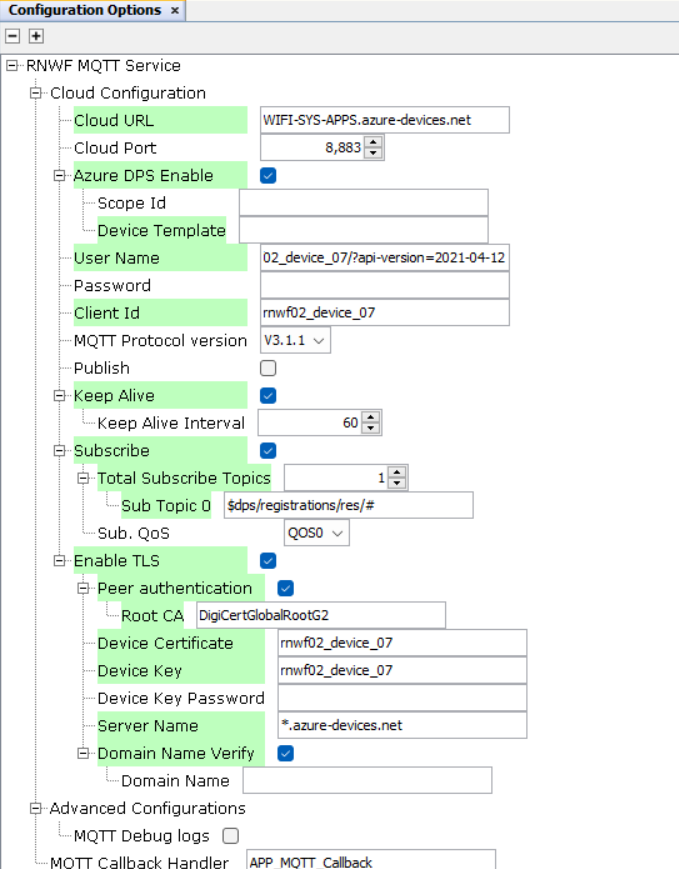 Configuration Options ×
RNWF MQTT Service
Cloud Configuration
Cloud URL WIFI-SYS-APPS.azure-devices.net
Cloud Port 8,883
Azure DPS Enable
Scope Id
Device Template
User Name 02_device_07/?api-version=2021-04-12
Password
Client Id rnwf02_device_07
MQTT Protocol version V3.1.1
Publish
Keep Alive
Keep Alive Interval 60
Subscribe
Total Subscribe Topics 1
Sub Topic 0 $dps/registrations/res/#
Sub. QoS QOS0
Enable TLS
Peer authentication
Root CA DigiCertGlobalRootG2
Device Certificate rnwf02_device_07
Device Key rnwf02_device_07
Device Key Password
Server Name *.azure-devices.net
Domain Name Verify
Domain Name
Advanced Configurations
MQTT Debug logs
MQTT Callback Handler APP_MQTT_Callback